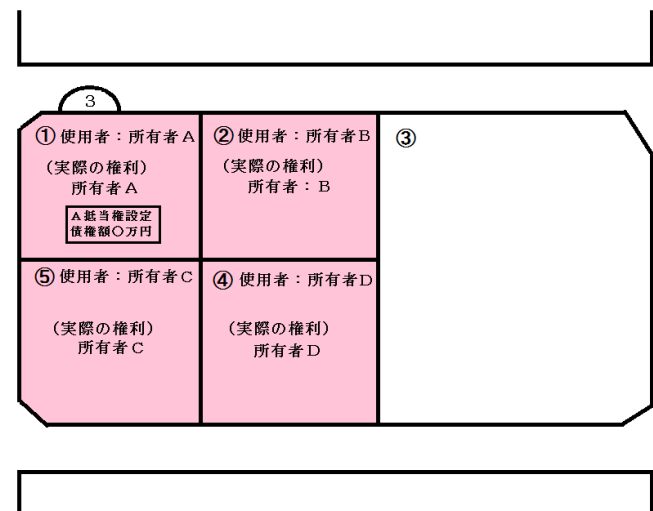 3
①使用者：所有者A
(実際の権利)
所有者A
A抵当権設定
債権額〇万円
②使用者：所有者B
(実際の権利)
所有者：B
③
⑤使用者：所有者C
(実際の権利)
所有者C
④使用者：所有者D
(実際の権利)
所有者D